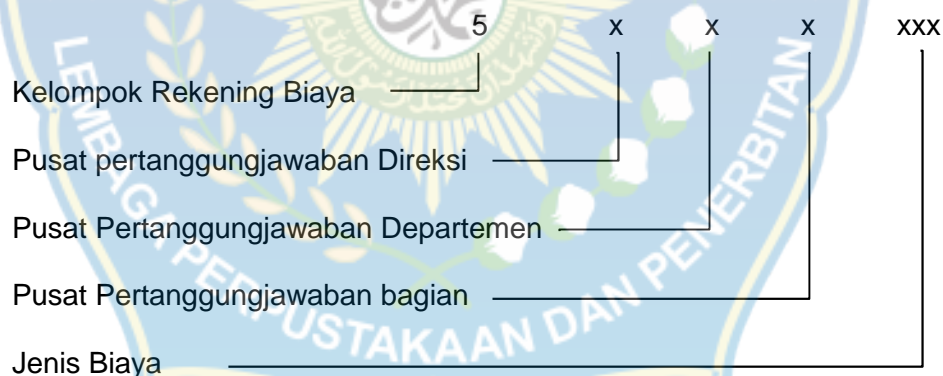 5 x x x xxx
Kelompok Rekening Biaya
Pusat pertanggungjawaban Direksi
Pusat Pertanggungjawaban Departemen
Pusat Pertanggungjawaban bagian
Jenis Biaya
LEMBAGA PERPUSTAKAAN DAN PENERBITAN